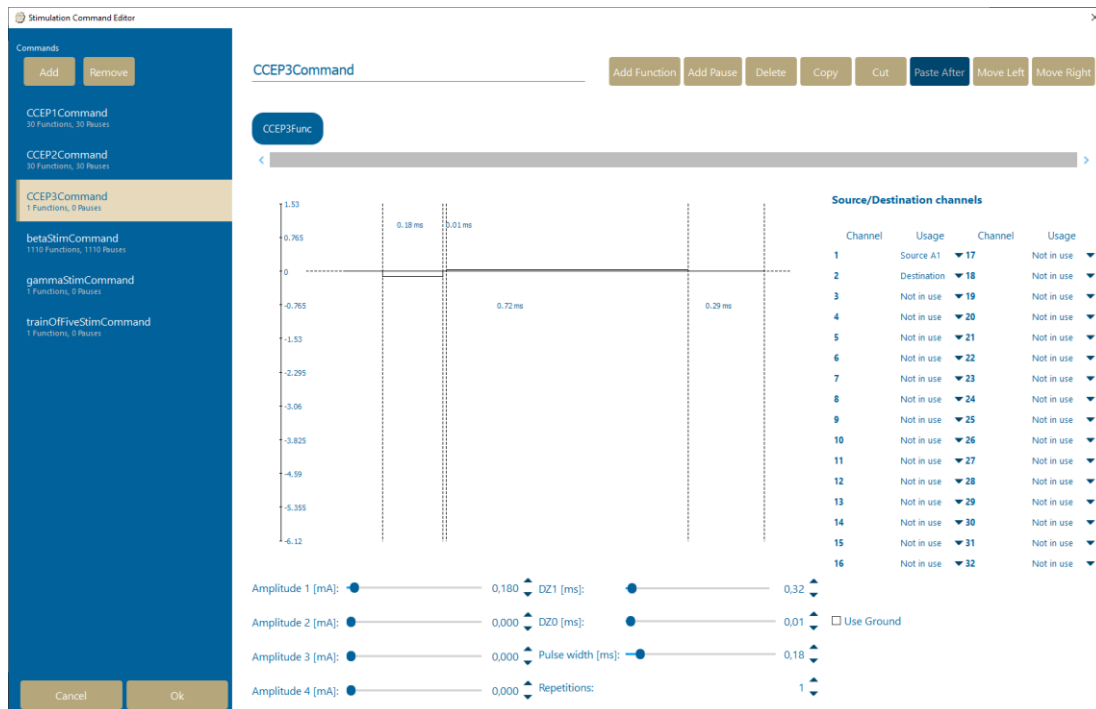 Stimulation Command Editor
Commands
Add Remove
CCEP1Command
30 Functions, 30 Pauses
CCEP2Command
30 Functions, 30 Pauses
CCEP3Command
1 Functions, 0 Pauses
betaStimCommand
1110 Functions, 1110 Pauses
gammaStimCommand
1 Functions, 0 Pauses
trainOfFiveStimCommand
1 Functions, 0 Pauses
Cancel Ok
CCEP3Command
Add Function Add Pause Delete Copy Cut Paste After Move Left Move Right
CCEP3Func
1.53
0.765
0
-0.765
-1.53
-2.295
-3.06
-3.825
-4.59
-5.355
-6.12
0.18 ms 0.01 ms
0.72 ms 0.29 ms
Source/Destination channels
Channel Usage Channel Usage
1 Source A1 17 Not in use
2 Destination 18 Not in use
3 Not in use 19 Not in use
4 Not in use 20 Not in use
5 Not in use 21 Not in use
6 Not in use 22 Not in use
7 Not in use 23 Not in use
8 Not in use 24 Not in use
9 Not in use 25 Not in use
10 Not in use 26 Not in use
11 Not in use 27 Not in use
12 Not in use 28 Not in use
13 Not in use 29 Not in use
14 Not in use 30 Not in use
15 Not in use 31 Not in use
16 Not in use 32 Not in use
Amplitude 1 [mA]: 0,180 DZ1 [ms]: 0,32
Amplitude 2 [mA]: 0,000 DZ0 [ms]: 0,01
Amplitude 3 [mA]: 0,000 Pulse width [ms]: 0,18
Amplitude 4 [mA]: 0,000 Repetitions: 1
Use Ground